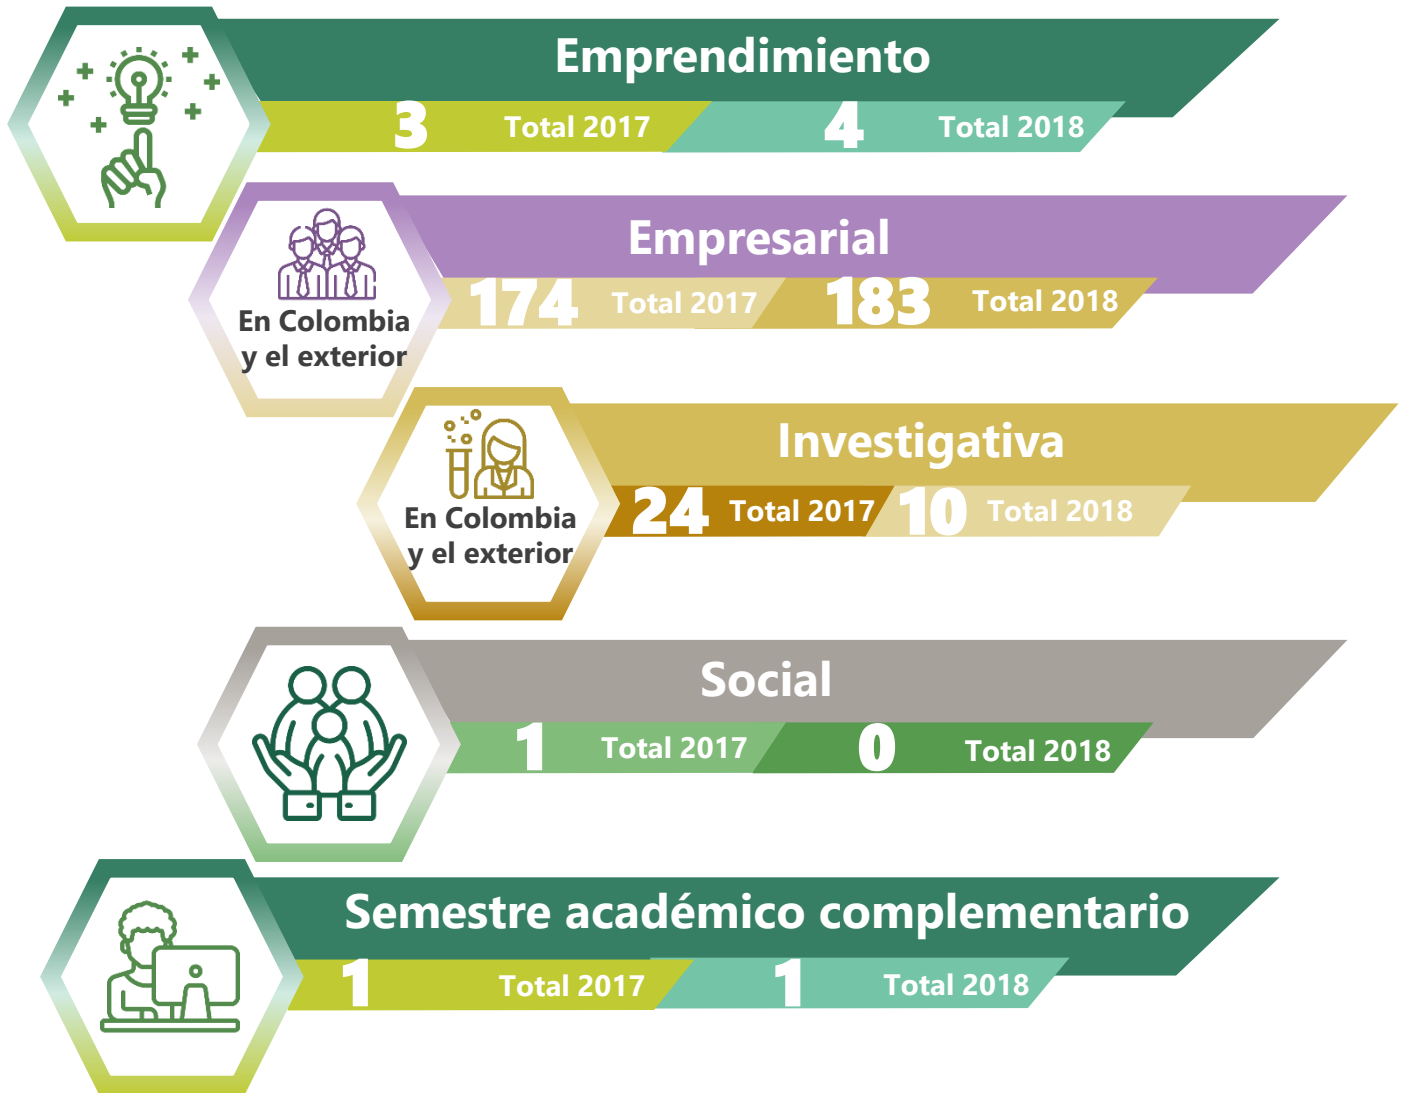 Emprendimiento
3 Total 2017 4 Total 2018
Empresarial
174 Total 2017 183 Total 2018
En Colombia
y el exterior
Investigativa
24 Total 2017 10 Total 2018
En Colombia
y el exterior
Social
1 Total 2017 0 Total 2018
Semestre académico complementario
1 Total 2017 1 Total 2018